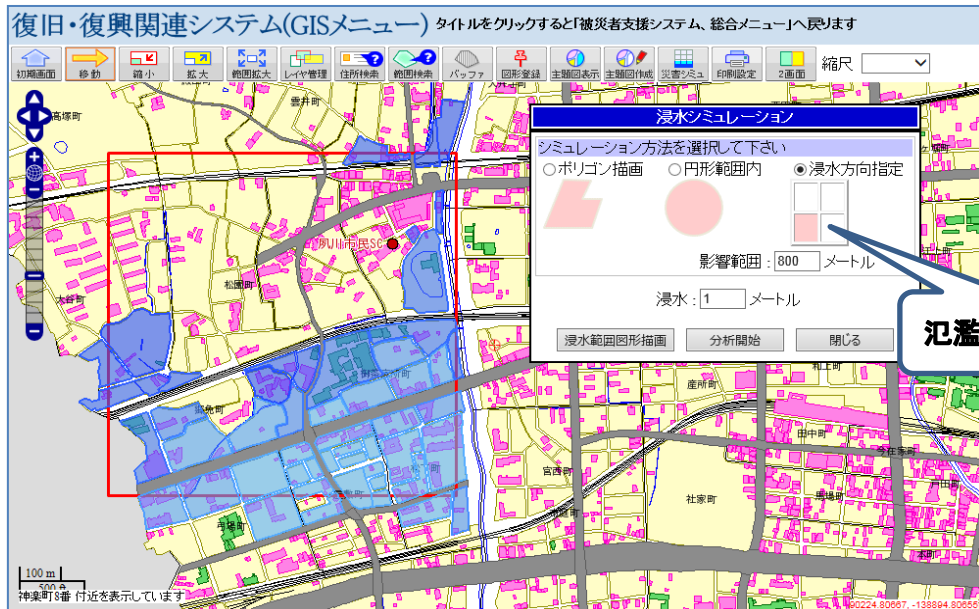 復旧・復興関連システム(GISメニュー) タイトルをクリックすると「被災者支援システム、総合メニュー」へ戻ります
初期画面 移動 縮小 拡大 範囲拡大 レイヤ管理 住所検索 範囲検索 バッファ 図形登録 主題図表示 主題図作成 災害シミュ 印刷設定 2画面 縮尺
高塚町
雲井町
浸水シミュレーション
シミュレーション方法を選択して下さい
ポリゴン描画 円形範囲内 浸水方向指定
影響範囲：800 メートル
浸水：1 メートル
浸水範囲図形描画 分析開始 閉じる
氾濫
松園町
大谷町
産所町
田中町
宮西町
社家町
馬場町
戸田町
本町
弓場町
100 m
500 ft
神楽町8番 付近を表示しています